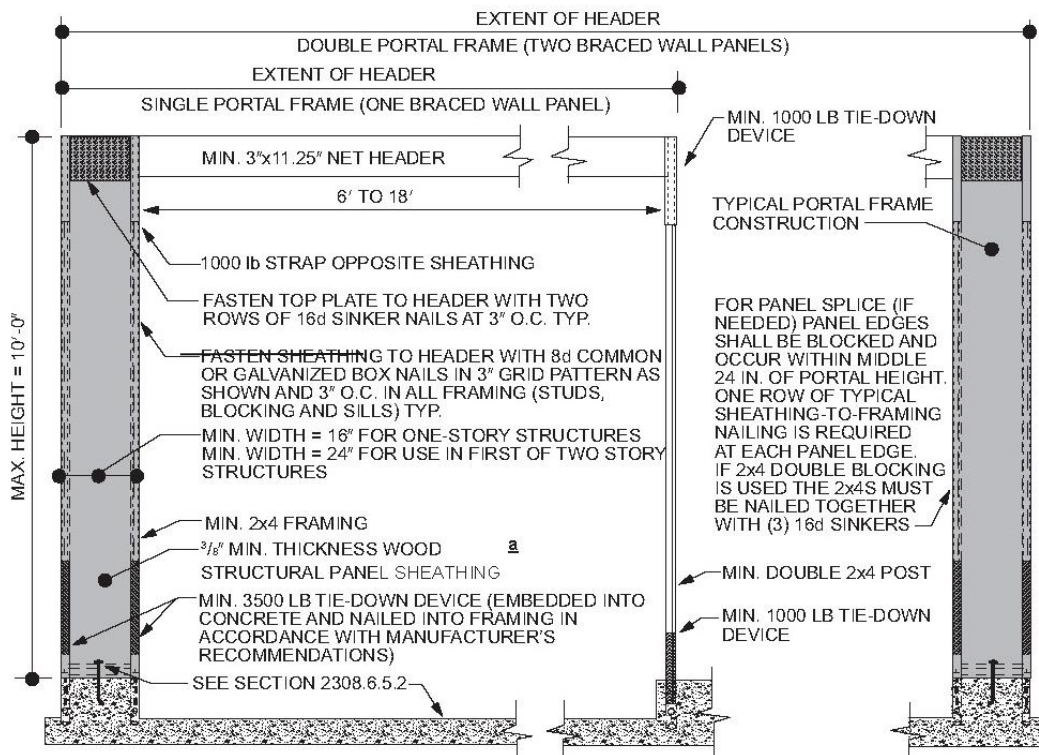 EXTENT OF HEADER
DOUBLE PORTAL FRAME (TWO BRACED WALL PANELS)
EXTENT OF HEADER
SINGLE PORTAL FRAME (ONE BRACED WALL PANEL)
MIN. 1000 LB TIE-DOWN
DEVICE
MIN. 3″x11.25″ NET HEADER
6′ TO 18′
TYPICAL PORTAL FRAME
CONSTRUCTION
1000 lb STRAP OPPOSITE SHEATHING
FASTEN TOP PLATE TO HEADER WITH TWO
ROWS OF 16d SINKER NAILS AT 3″ O.C. TYP.
FASTEN SHEATHING TO HEADER WITH 8d COMMON
OR GALVANIZED BOX NAILS IN 3″ GRID PATTERN AS
SHOWN AND 3″ O.C. IN ALL FRAMING (STUDS,
BLOCKING AND SILLS) TYP.
MIN. WIDTH = 16″ FOR ONE-STORY STRUCTURES
MIN. WIDTH = 24″ FOR USE IN FIRST OF TWO STORY
STRUCTURES
MAX. HEIGHT = 10′-0″
FOR PANEL SPLICE (IF
NEEDED) PANEL EDGES
SHALL BE BLOCKED AND
OCCUR WITHIN MIDDLE
24 IN. OF PORTAL HEIGHT.
ONE ROW OF TYPICAL
SHEATHING-TO-FRAMING
NAILING IS REQUIRED
AT EACH PANEL EDGE.
IF 2x4 DOUBLE BLOCKING
IS USED THE 2x4S MUST
BE NAILED TOGETHER
WITH (3) 16d SINKERS
MIN. 2x4 FRAMING
3/8″ MIN. THICKNESS WOOD a
STRUCTURAL PANEL SHEATHING
MIN. DOUBLE 2x4 POST
MIN. 3500 LB TIE-DOWN DEVICE (EMBEDDED INTO
CONCRETE AND NAILED INTO FRAMING IN
ACCORDANCE WITH MANUFACTURER'S
RECOMMENDATIONS)
MIN. 1000 LB TIE-DOWN
DEVICE
SEE SECTION 2308.6.5.2